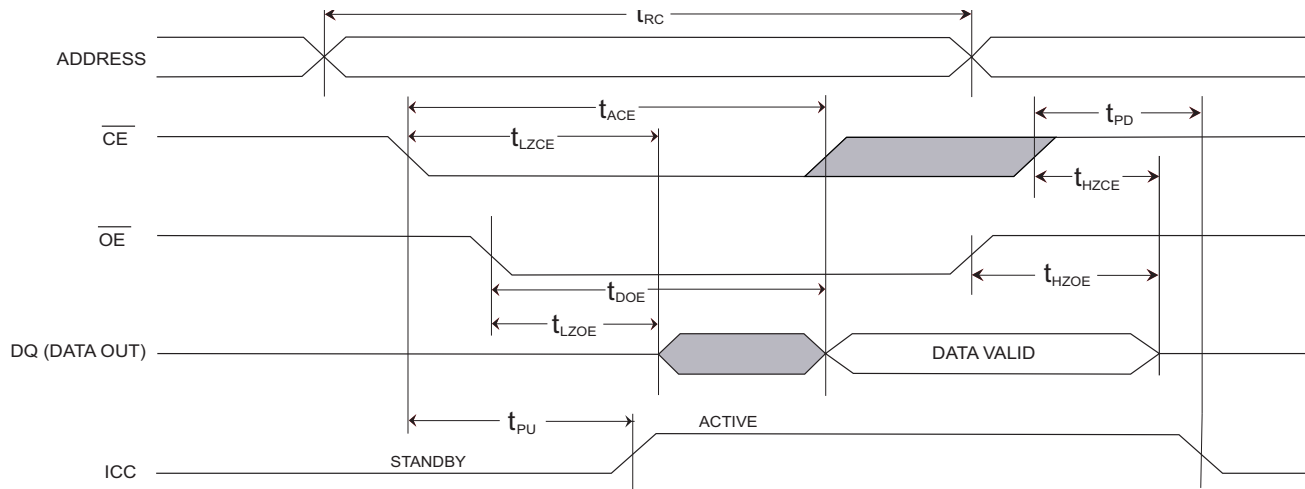 tRC
ADDRESS
tACE
tPD
CE
tLZCE
tHZCE
OE
tHZOE
tDOE
tLZOE
DQ (DATA OUT)
DATA VALID
tPU
ACTIVE
STANDBY
ICC